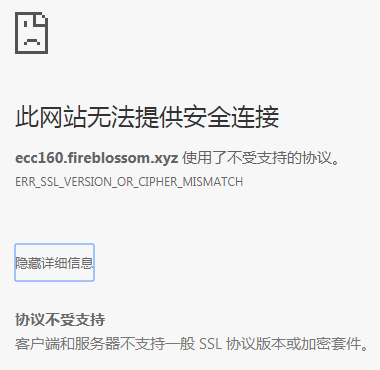 此网站无法提供安全连接
ecc160.fireblossom.xyz 使用了不受支持的协议。
ERR_SSL_VERSION_OR_CIPHER_MISMATCH
隐藏详细信息
协议不受支持
客户端和服务器不支持一般 SSL 协议版本或加密套件。